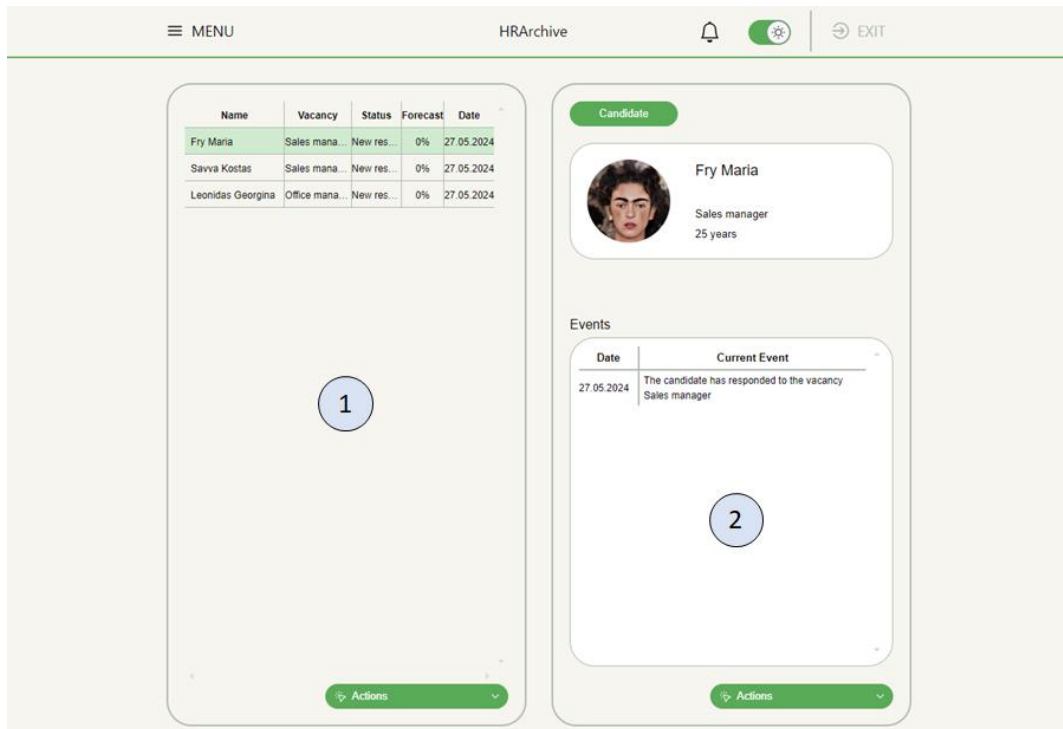 MENU HRArchive EXIT
Name Vacancy Status Forecast Date
Fry Maria Sales mana... New res... 0% 27.05.2024
Savva Kostas Sales mana... New res... 0% 27.05.2024
Leonidas Georgina Office mana... New res... 0% 27.05.2024
1
Actions
Candidate
Fry Maria
Sales manager
25 years
Events
Date Current Event
27.05.2024 The candidate has responded to the vacancy
Sales manager
2
Actions